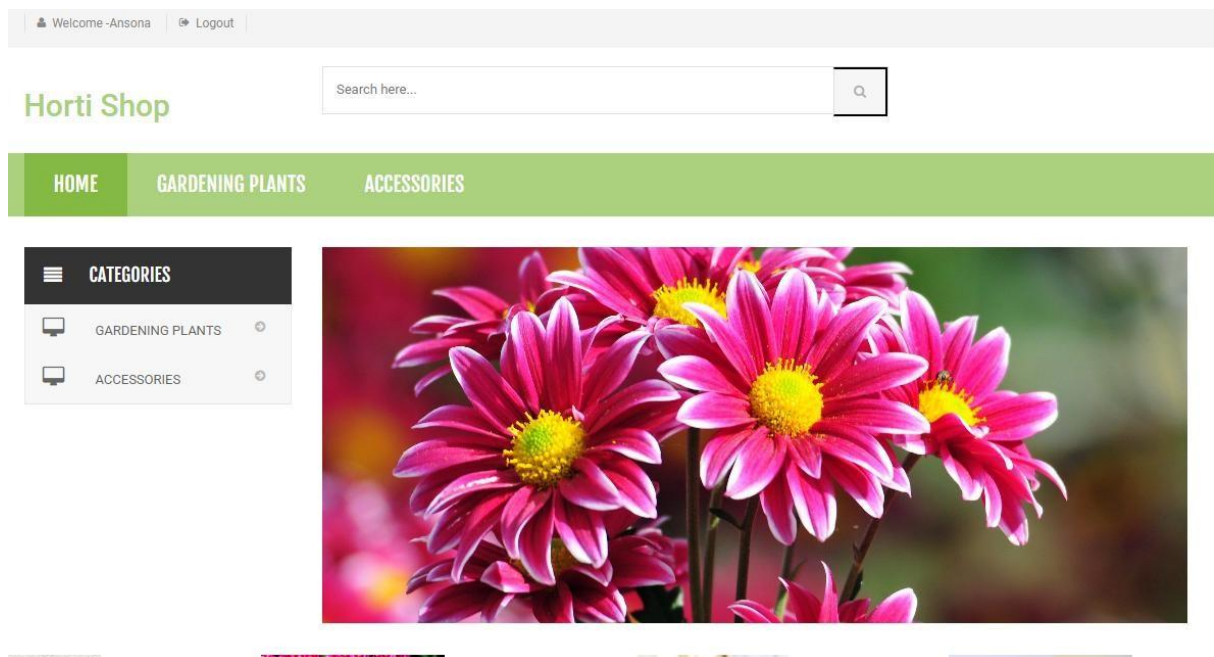 Welcome -Ansona Logout
Horti Shop
Search here...
HOME GARDENING PLANTS ACCESSORIES
CATEGORIES
GARDENING PLANTS
ACCESSORIES